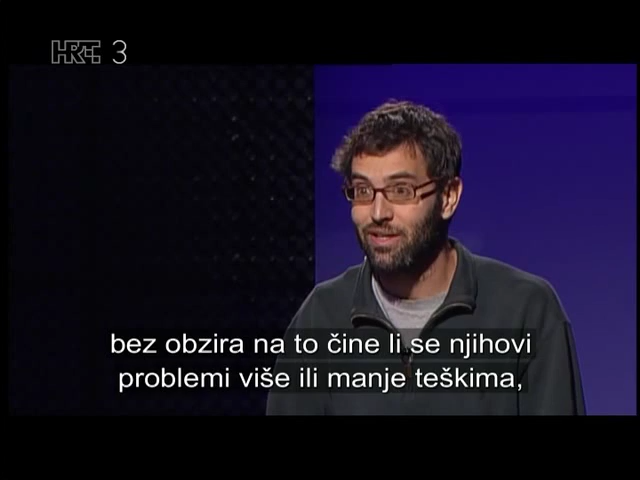 HRT 3
bez obzira na to čine li se njihovi
problemi više ili manje teškima,